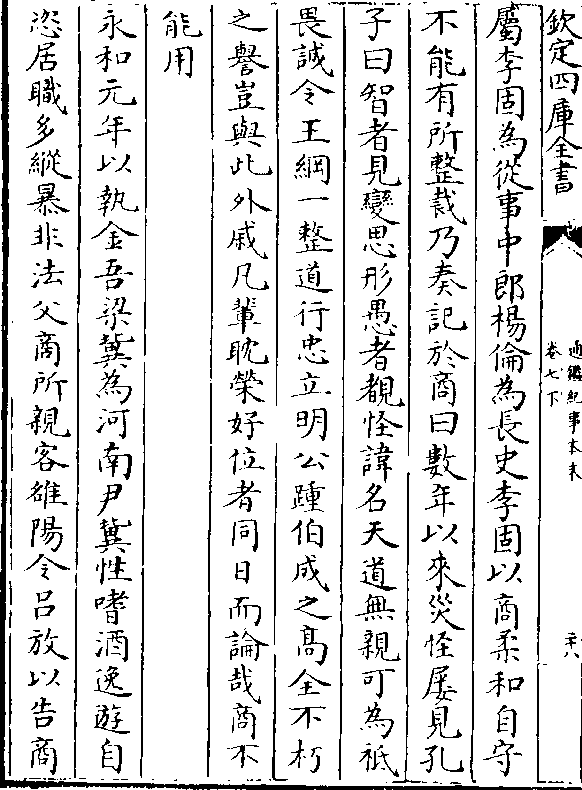 欽定四庫全書
通鑑紀事本末
卷七下
屬李固為從事中郎楊倫為長史李固以商柔和自守
不能有所整裁乃奏記於商曰數年以來災怪屢見孔
子曰智者見變思形愚者覩怪諱名天道無親可為祗
畏誠令王綱一整道行忠立明公踵伯成之高全不朽
之譽豈與此外戚凡輩耽榮好位者同日而論哉商不
能用
永和元年以執金吾梁冀為河南尹冀性嗜酒逸遊自
恣居職多縱暴非法父商所親客雒陽令吕放以告商